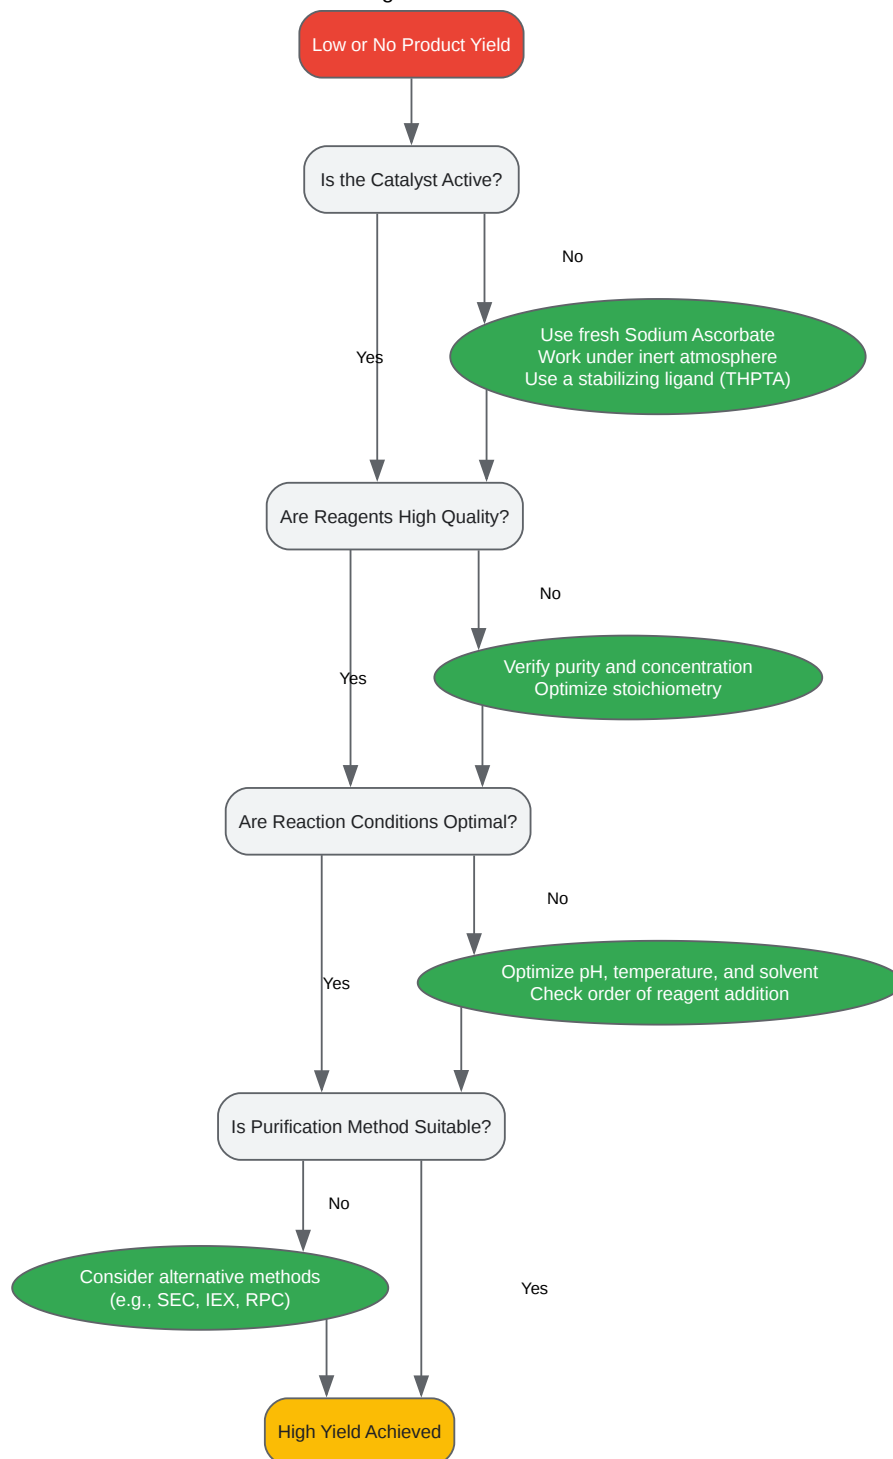 Low or No Product Yield
Is the Catalyst Active?
No
Use fresh Sodium Ascorbate
Work under inert atmosphere
Use a stabilizing ligand (THPTA)
Yes
Are Reagents High Quality?
No
Verify purity and concentration
Optimize stoichiometry
Yes
Are Reaction Conditions Optimal?
No
Optimize pH, temperature, and solvent
Check order of reagent addition
Yes
Is Purification Method Suitable?
No
Consider alternative methods
(e.g., SEC, IEX, RPC)
Yes
High Yield Achieved